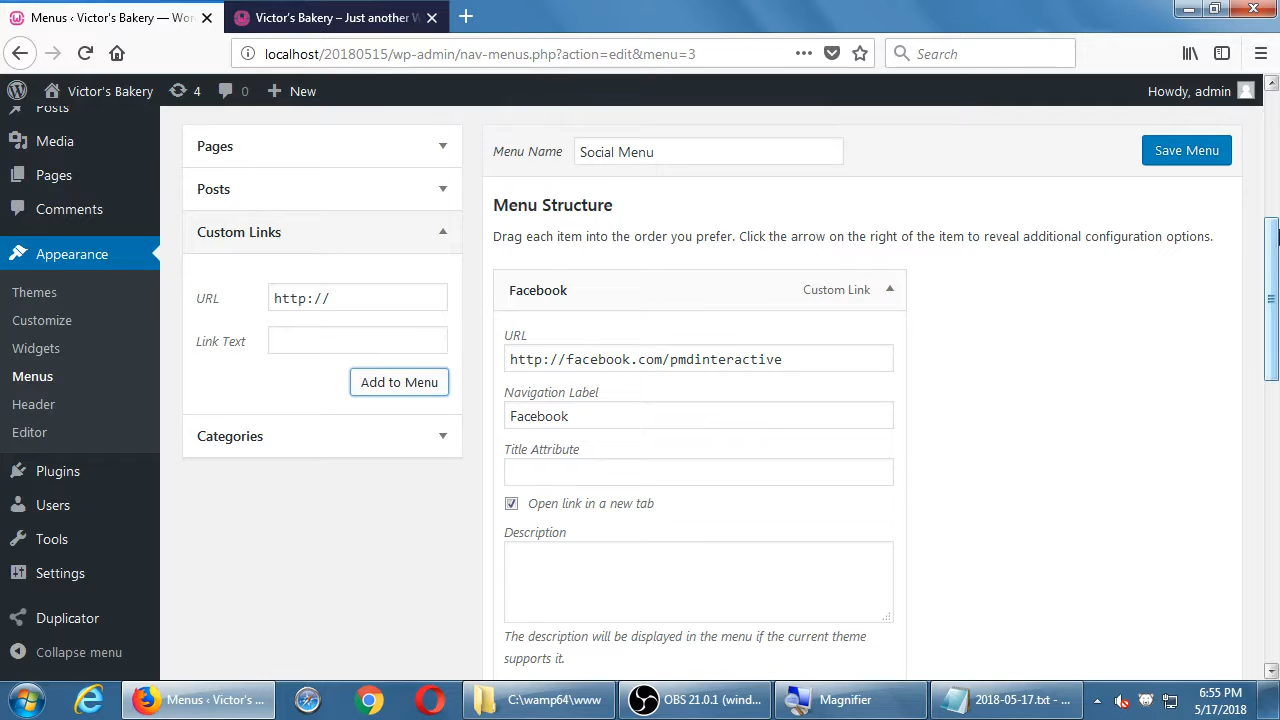 Menus ‹ Victor's Bakery — Wor
Victor's Bakery – Just another W
localhost/20180515/wp-admin/nav-menus.php?action=edit&menu=3
Search
Victor's Bakery
4
0
New
Howdy, admin
Posts
Media
Pages
Comments
Appearance
Themes
Customize
Widgets
Menus
Header
Editor
Plugins
Users
Tools
Settings
Duplicator
Collapse menu
Pages
Posts
Custom Links
URL
http://
Link Text
Add to Menu
Categories
Menu Name
Social Menu
Save Menu
Menu Structure
Drag each item into the order you prefer. Click the arrow on the right of the item to reveal additional configuration options.
Facebook
Custom Link
URL
http://facebook.com/pmdinteractive
Navigation Label
Facebook
Title Attribute
Open link in a new tab
Description
The description will be displayed in the menu if the current theme
supports it.
Menus ‹ Victor's ...
C:\wamp64\www
OBS 21.0.1 (wind...
Magnifier
2018-05-17.txt - ...
6:55 PM
5/17/2018